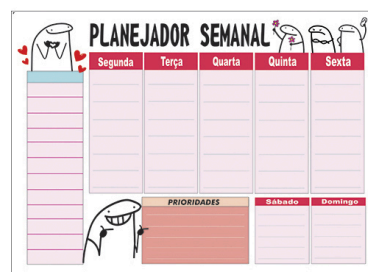 PLANEJADOR SEMANAL
Segunda Terça Quarta Quinta Sexta
PRIORIDADES Sábado Domingo